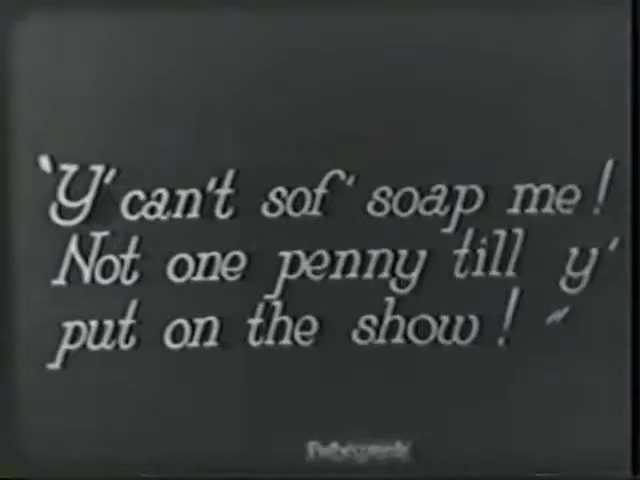 "Y' can't sof' soap me!
Not one penny till y'
put on the show!"